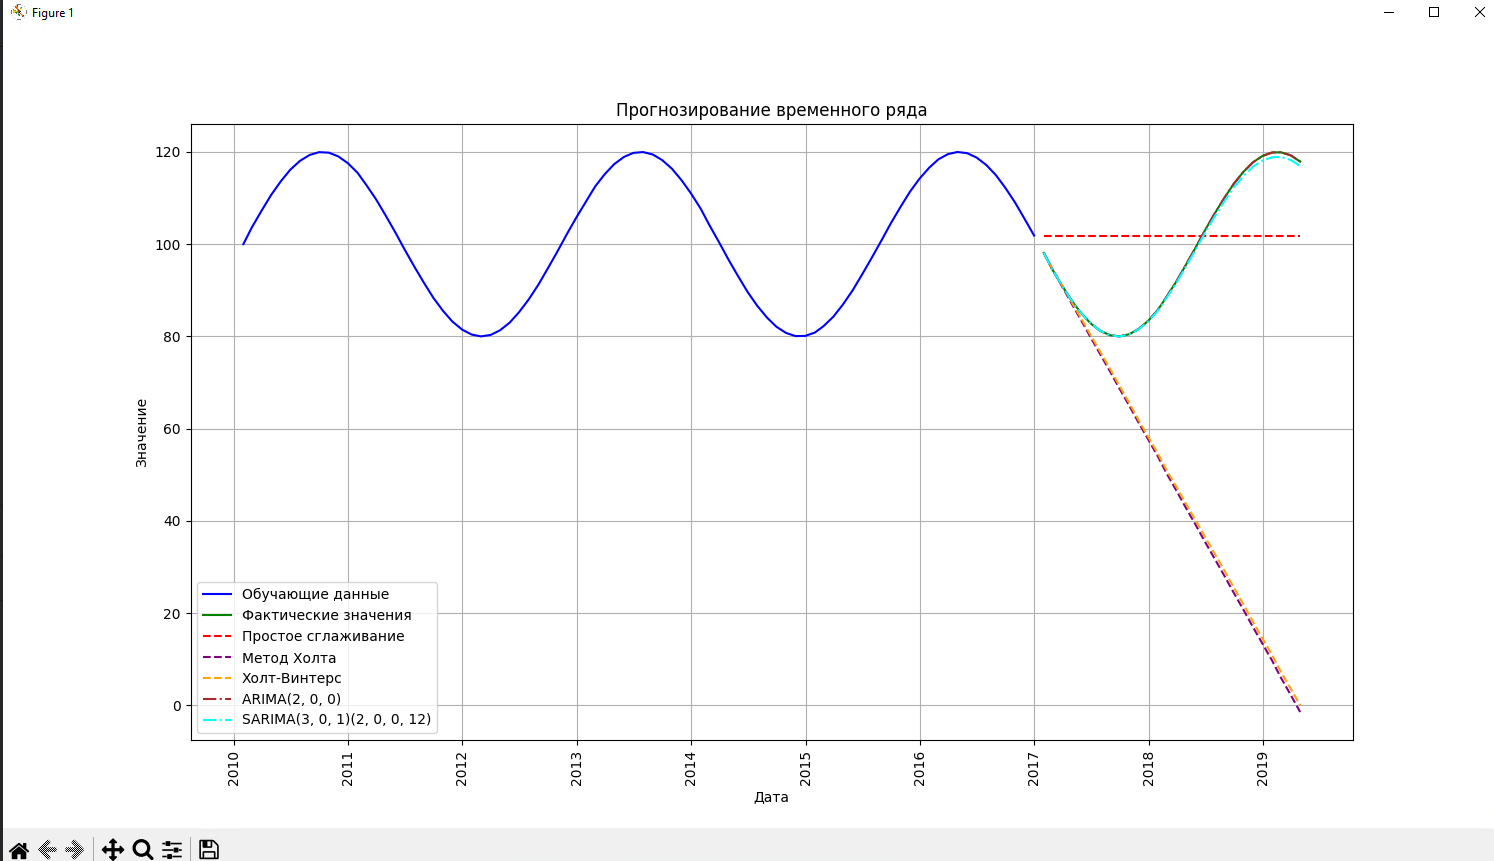 Figure 1
Прогнозирование временного ряда
120
100
80
60
40
20
0
Значение
Обучающие данные
Фактические значения
Простое сглаживание
Метод Холта
Холт-Винтерс
ARIMA(2, 0, 0)
SARIMA(3, 0, 1)(2, 0, 0, 12)
2010
2011
2012
2013
2014
2015
2016
2017
2018
2019
Дата